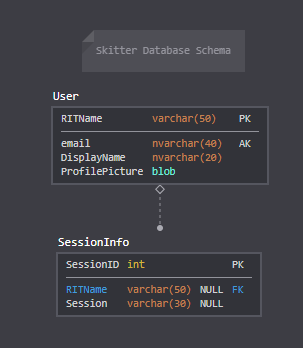 Skitter Database Schema
User
RITName varchar(50) PK
email nvarchar(40) AK
DisplayName nvarchar(20)
ProfilePicture blob
SessionInfo
SessionID int PK
RITName varchar(50) NULL FK
Session varchar(30) NULL